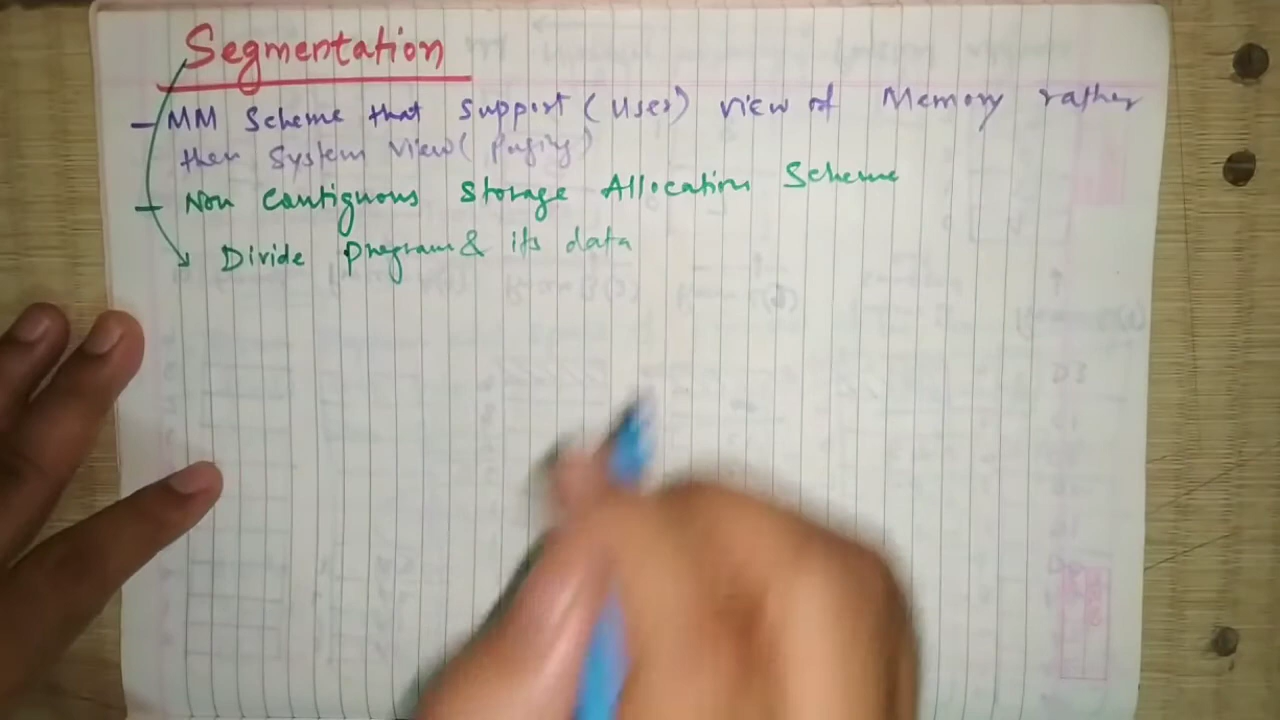 Segmentation
- MM Scheme that Support (User) view of Memory rather
then System view (Paging)
- Non Contiguous Storage Allocation Scheme
Divide program & its data